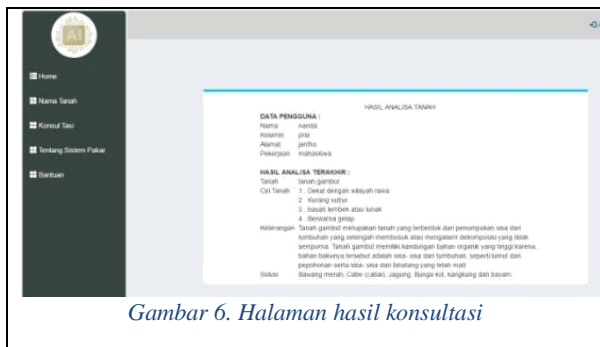 AI
Home
Nama Tanah
Konsul Tasi
Tentang Sistem Pakar
Bantuan
HASIL ANALISA TANAH
DATA PENGGUNA :
Nama nanda
Kelamin pria
Alamat jantho
Pekerjaan mahasiswa
HASIL ANALISA TERAKHIR :
Tanah tanah gambut
Ciri Tanah 1 . Dekat dengan wilayah rawa
2 . Kurang subur
3 . basah lembek atau lunak
4 . Berwarna gelap
Keterangan Tanah gambut merupakan tanah yang terbentuk dari penumpukan sisa dari
tumbuhan yang setengah membusuk atau mengalami dekomposisi yang tidak
sempurna. Tanah gambut memiliki kandungan bahan organik yang tinggi karena
bahan bakunya tersebut adalah sisa- sisa dari tumbuhan, seperti lumut dan
pepohonan serta sisa- sisa dari binatang yang telah mati
Solusi Bawang merah, Cabe (cabai), Jagung, Bunga kol, kangkung dan bayam.
Gambar 6. Halaman hasil konsultasi